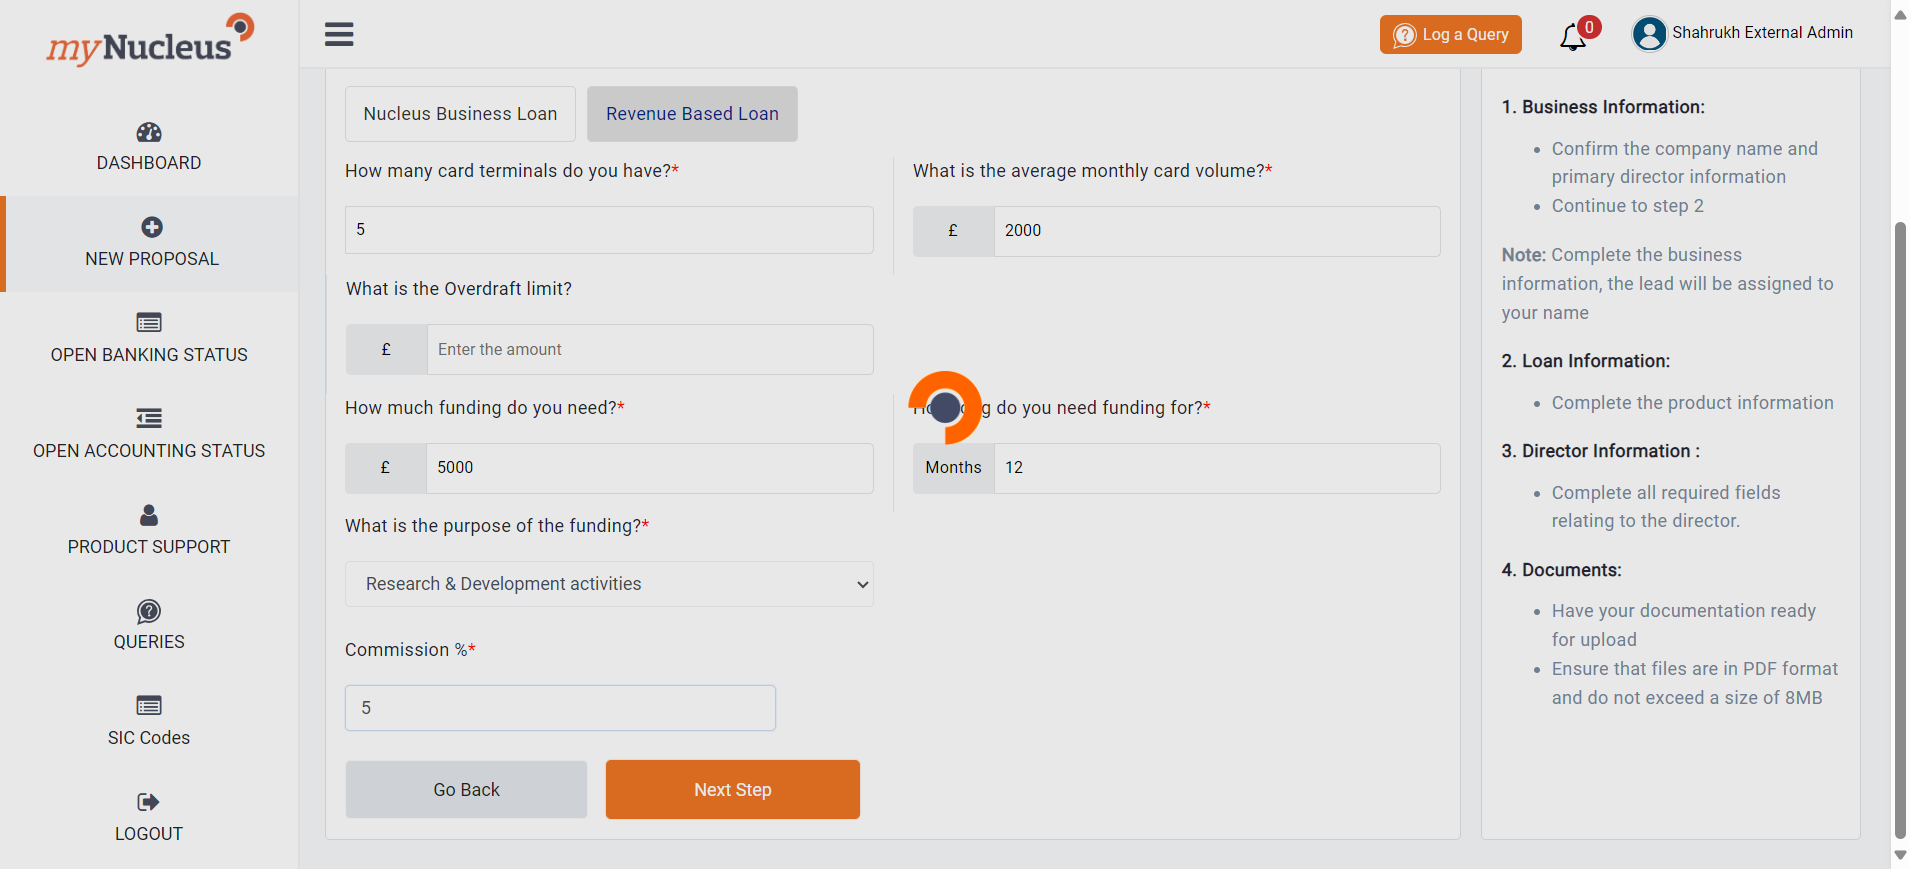 myNucleus
Log a Query
0
Shahrukh External Admin
DASHBOARD
NEW PROPOSAL
OPEN BANKING STATUS
OPEN ACCOUNTING STATUS
PRODUCT SUPPORT
QUERIES
SIC Codes
LOGOUT
Nucleus Business Loan
Revenue Based Loan
How many card terminals do you have?*
5
What is the average monthly card volume?*
£ 2000
What is the Overdraft limit?
£ Enter the amount
How much funding do you need?*
£ 5000
do you need funding for?*
Months 12
What is the purpose of the funding?*
Research & Development activities
Commission %*
5
Go Back
Next Step
1. Business Information:
• Confirm the company name and
primary director information
• Continue to step 2
Note: Complete the business
information, the lead will be assigned to
your name
2. Loan Information:
• Complete the product information
3. Director Information :
• Complete all required fields
relating to the director.
4. Documents:
• Have your documentation ready
for upload
• Ensure that files are in PDF format
and do not exceed a size of 8MB